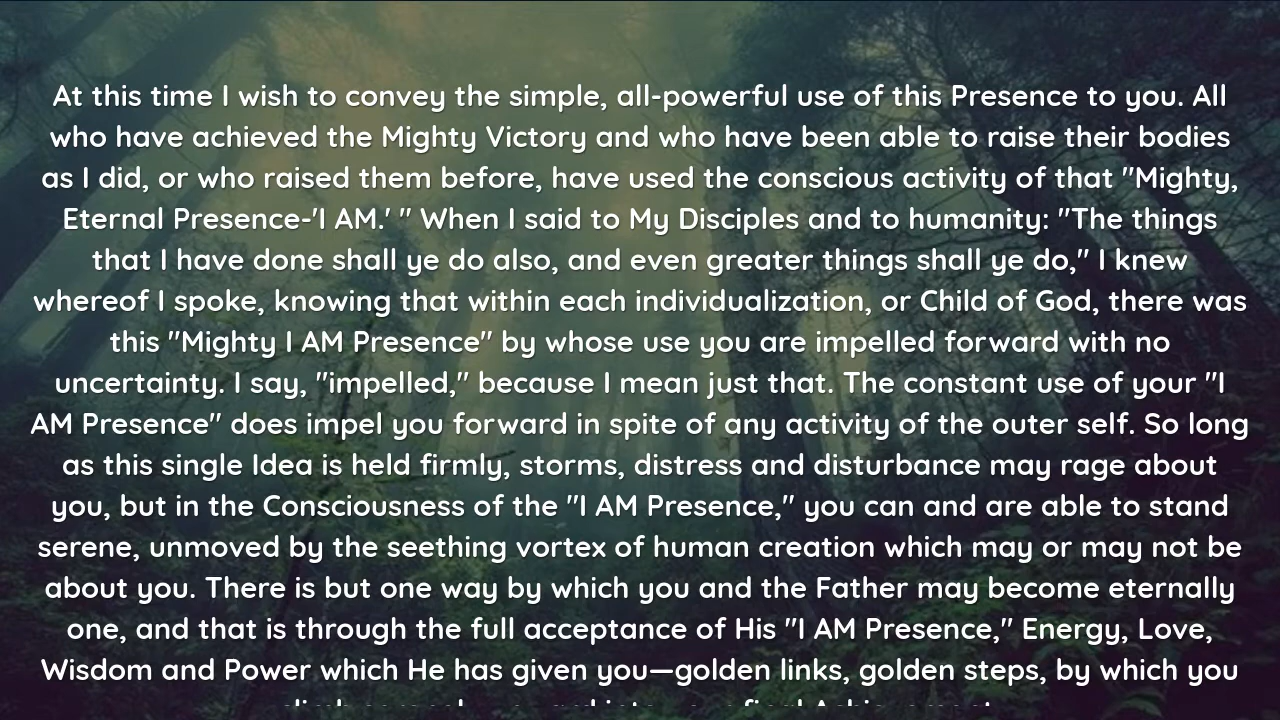 At this time I wish to convey the simple, all-powerful use of this Presence to you. All
who have achieved the Mighty Victory and who have been able to raise their bodies
as I did, or who raised them before, have used the conscious activity of that "Mighty,
Eternal Presence-'I AM.' " When I said to My Disciples and to humanity: "The things
that I have done shall ye do also, and even greater things shall ye do," I knew
whereof I spoke, knowing that within each individualization, or Child of God, there was
this "Mighty I AM Presence" by whose use you are impelled forward with no
uncertainty. I say, "impelled," because I mean just that. The constant use of your "I
AM Presence" does impel you forward in spite of any activity of the outer self. So long
as this single Idea is held firmly, storms, distress and disturbance may rage about
you, but in the Consciousness of the "I AM Presence," you can and are able to stand
serene, unmoved by the seething vortex of human creation which may or may not be
about you. There is but one way by which you and the Father may become eternally
one, and that is through the full acceptance of His "I AM Presence," Energy, Love,
Wisdom and Power which He has given you—golden links, golden steps, by which you